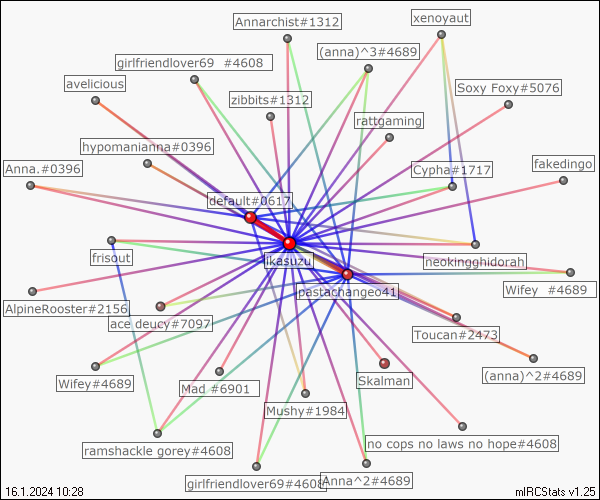 Annarchist#1312
xenoyaut
(anna)^3#4689
girlfriendlover69 #4608
avelicious
Soxy Foxy#5076
zibbits#1312
rattgaming
hypomanianna#0396
Anna.#0396
Cypha#1717
fakedingo
default#0617
frisout
ikasuzu
neokingghidorah
pastachangeo41
Wifey #4689
AlpineRooster#2156
ace.deucy#7097
Toucan#2473
Wifey#4689
Mad #6901
Skalman
(anna)^2#4689
Mushy#1984
no cops no laws no hope#4608
ramshackle gorey#4608
girlfriendlover69#4608
Anna^2#4689
16.1.2024 10:28
mIRCStats v1.25